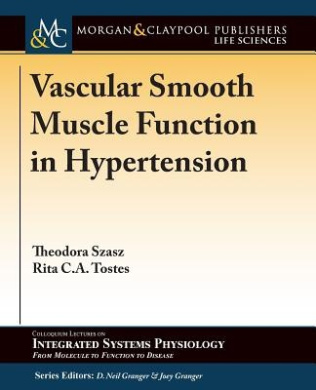 M&C
MORGAN & CLAYPOOL PUBLISHERS
LIFE SCIENCES
Vascular Smooth
Muscle Function
in Hypertension
Theodora Szasz
Rita C.A. Tostes
COLLOQUIUM LECTURES ON
INTEGRATED SYSTEMS PHYSIOLOGY
FROM MOLECULE TO FUNCTION TO DISEASE
Series Editors: D. Neil Granger & Joey Granger